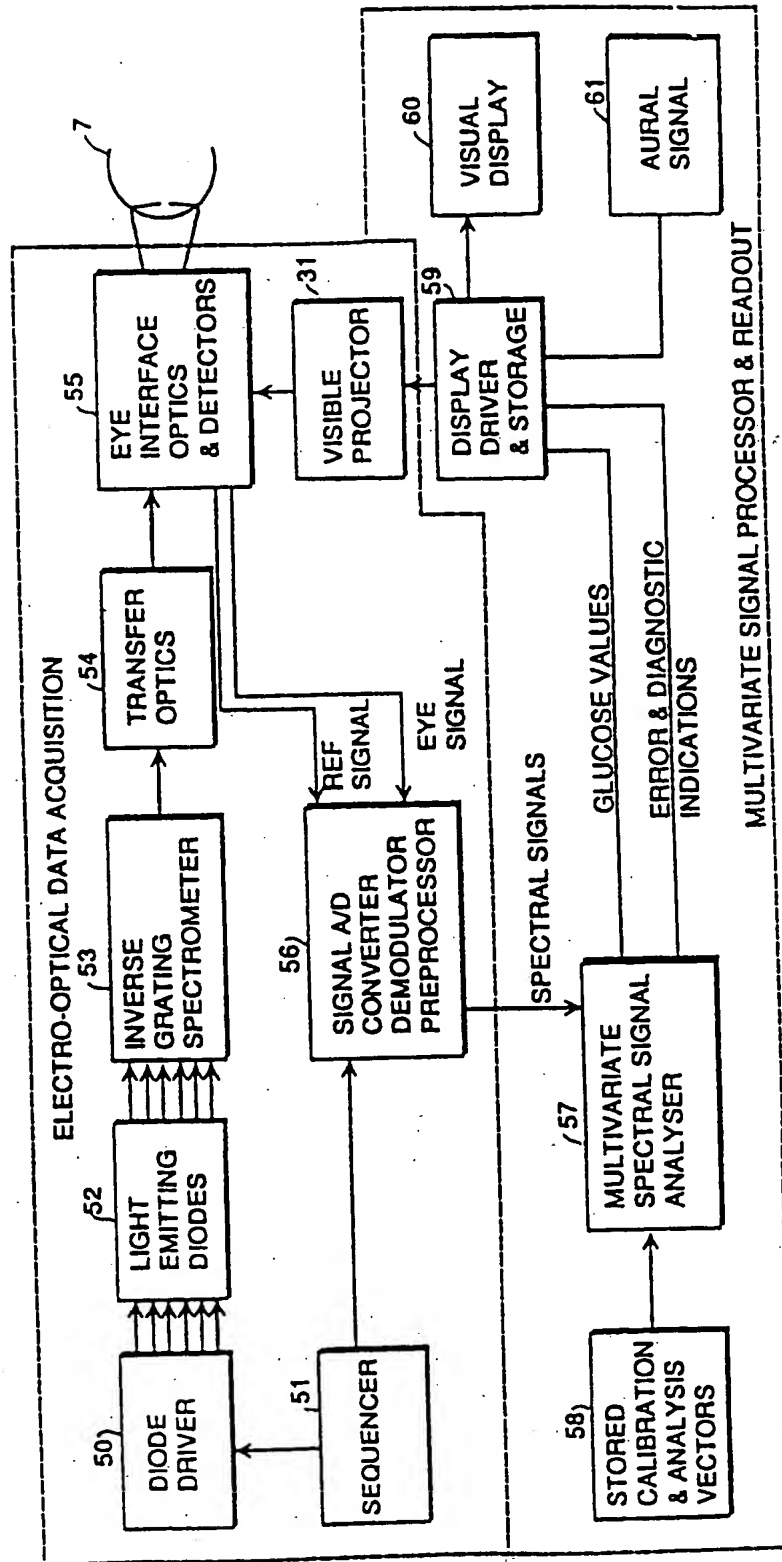 ELECTRO-OPTICAL DATA ACQUISITION
50
DIODE
DRIVER
52
LIGHT
EMITTING
DIODES
53
INVERSE
GRATING
SPECTROMETER
54
TRANSFER
OPTICS
55
EYE
INTERFACE
OPTICS
& DETECTORS
7
51
SEQUENCER
56
SIGNAL A/D
CONVERTER
DEMODULATOR
PREPROCESSOR
REF
SIGNAL
EYE
SIGNAL
VISIBLE
PROJECTOR
31
SPECTRAL SIGNALS
58
STORED
CALIBRATION
& ANALYSIS
VECTORS
57
MULTIVARIATE
SPECTRAL SIGNAL
ANALYSER
GLUCOSE VALUES
ERROR & DIAGNOSTIC
INDICATIONS
59
DISPLAY
DRIVER
& STORAGE
60
VISUAL
DISPLAY
61
AURAL
SIGNAL
MULTIVARIATE SIGNAL PROCESSOR & READOUT